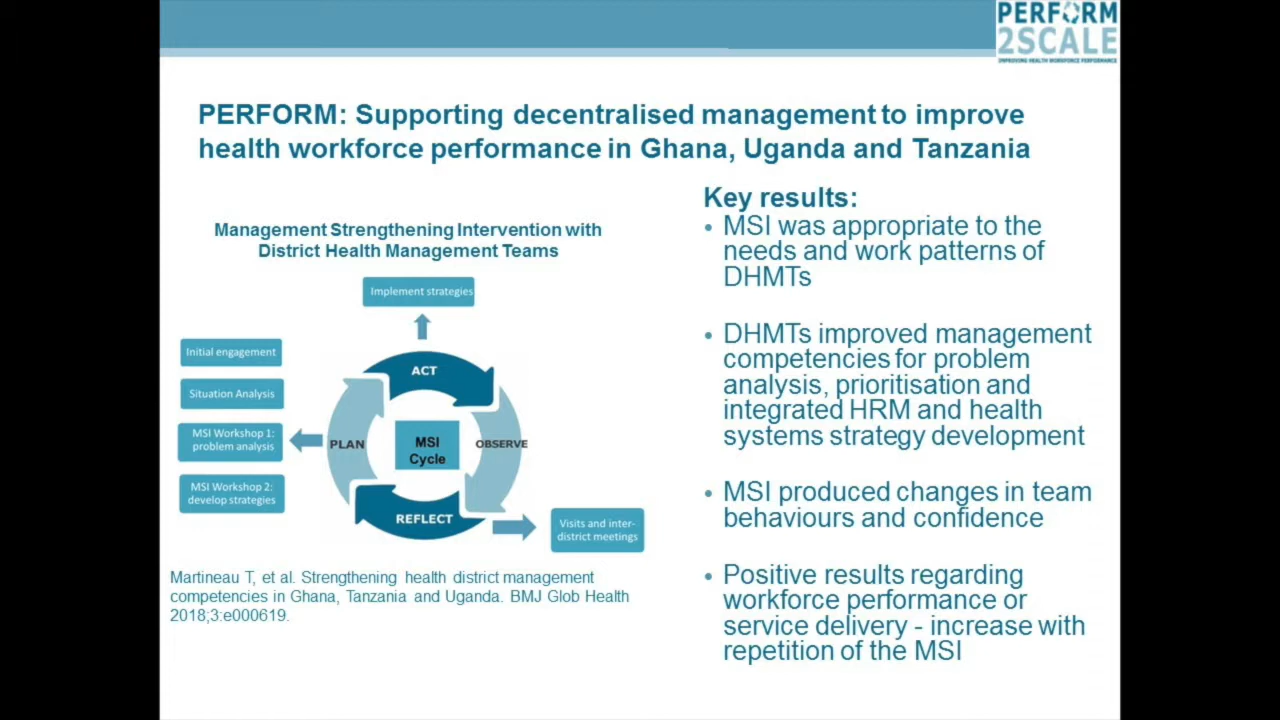 PERFORM
2SCALE
IMPROVING HEALTH WORKFORCE PERFORMANCE
PERFORM: Supporting decentralised management to improve
health workforce performance in Ghana, Uganda and Tanzania
Management Strengthening Intervention with
District Health Management Teams
Implement strategies
Initial engagement
Situation Analysis
MSI Workshop 1:
problem analysis
MSI Workshop 2:
develop strategies
ACT
PLAN
MSI
Cycle
OBSERVE
REFLECT
Visits and inter-
district meetings
Martineau T, et al. Strengthening health district management
competencies in Ghana, Tanzania and Uganda. BMJ Glob Health
2018;3:e000619.
Key results:
• MSI was appropriate to the
needs and work patterns of
DHMTs
• DHMTs improved management
competencies for problem
analysis, prioritisation and
integrated HRM and health
systems strategy development
• MSI produced changes in team
behaviours and confidence
• Positive results regarding
workforce performance or
service delivery - increase with
repetition of the MSI